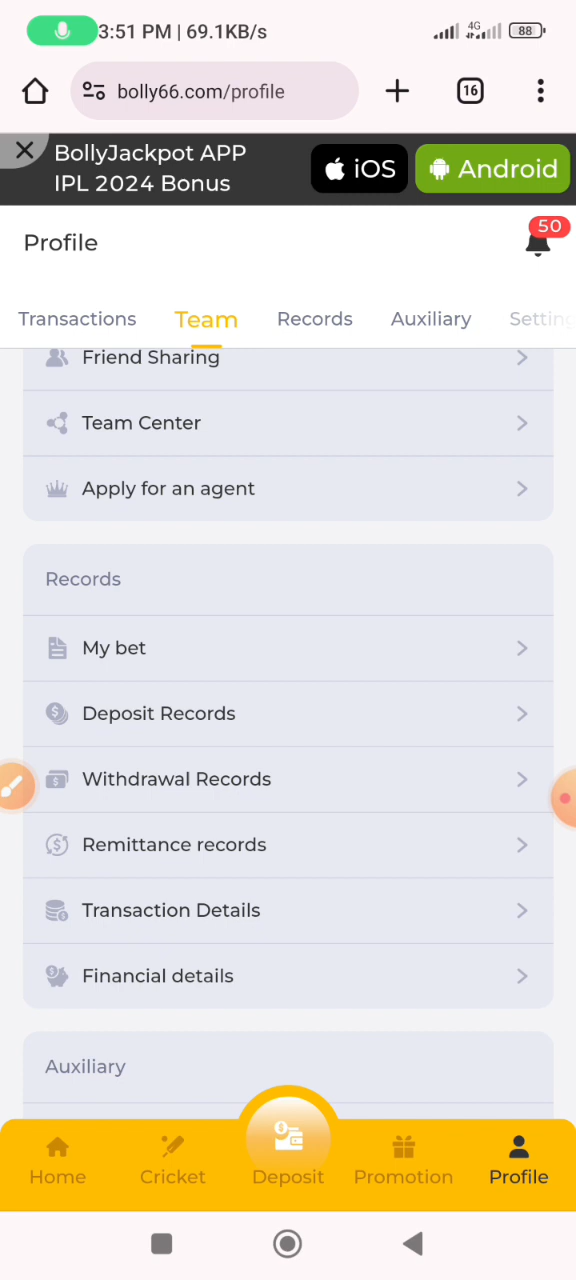 3:51 PM | 69.1KB/s
4G
88
bolly66.com/profile
16
BollyJackpot APP
IPL 2024 Bonus
iOS
Android
Profile
50
Transactions
Team
Records
Auxiliary
Setting
Friend Sharing
Team Center
Apply for an agent
Records
My bet
Deposit Records
Withdrawal Records
Remittance records
Transaction Details
Financial details
Auxiliary
Home
Cricket
Deposit
Promotion
Profile